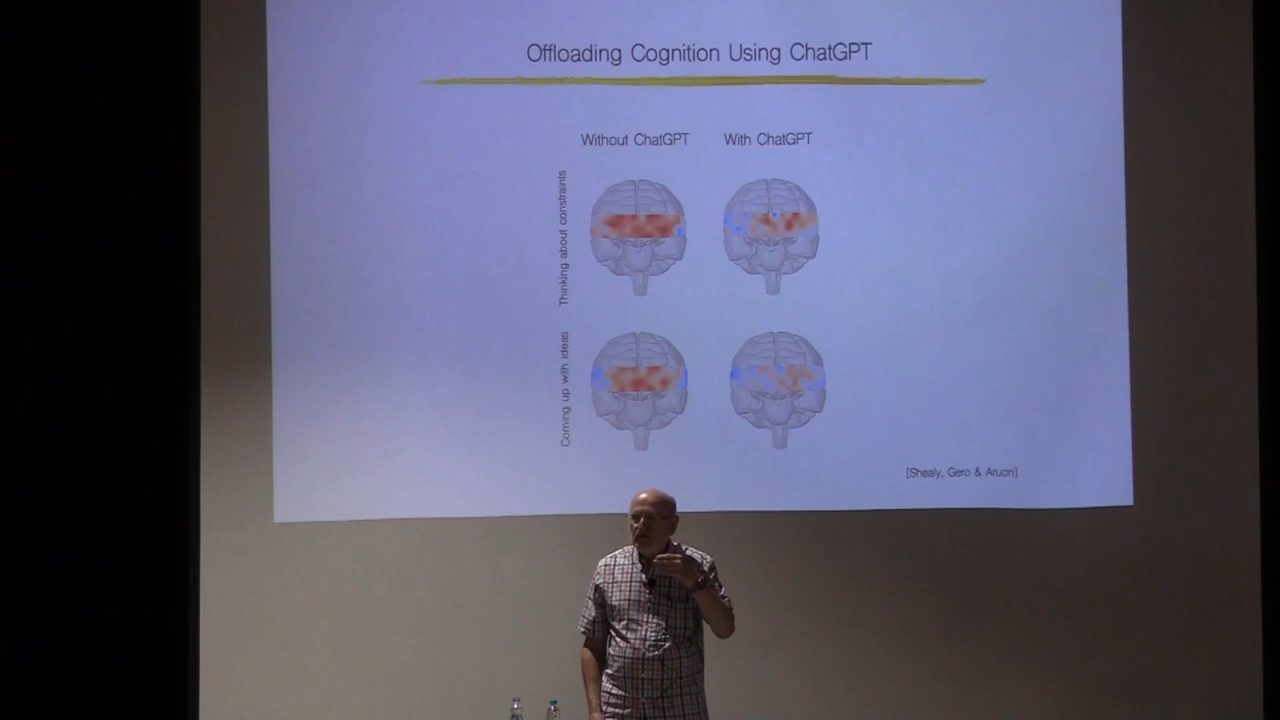 Offloading Cognition Using ChatGPT
Without ChatGPT
With ChatGPT
Thinking about constraints
Coming up with ideas
[Shealy, Gero & Aruon]